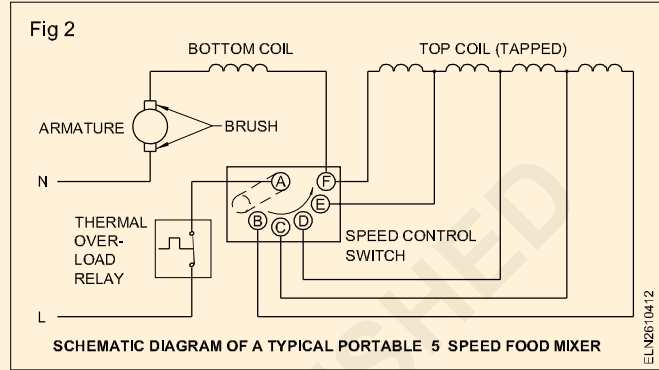 Fig 2
BOTTOM COIL
TOP COIL (TAPPED)
ARMATURE
BRUSH
N
A
F
E
B
C
D
THERMAL
OVER-
LOAD
RELAY
SPEED CONTROL
SWITCH
L
SCHEMATIC DIAGRAM OF A TYPICAL PORTABLE 5 SPEED FOOD MIXER
ELN2610412
SHED